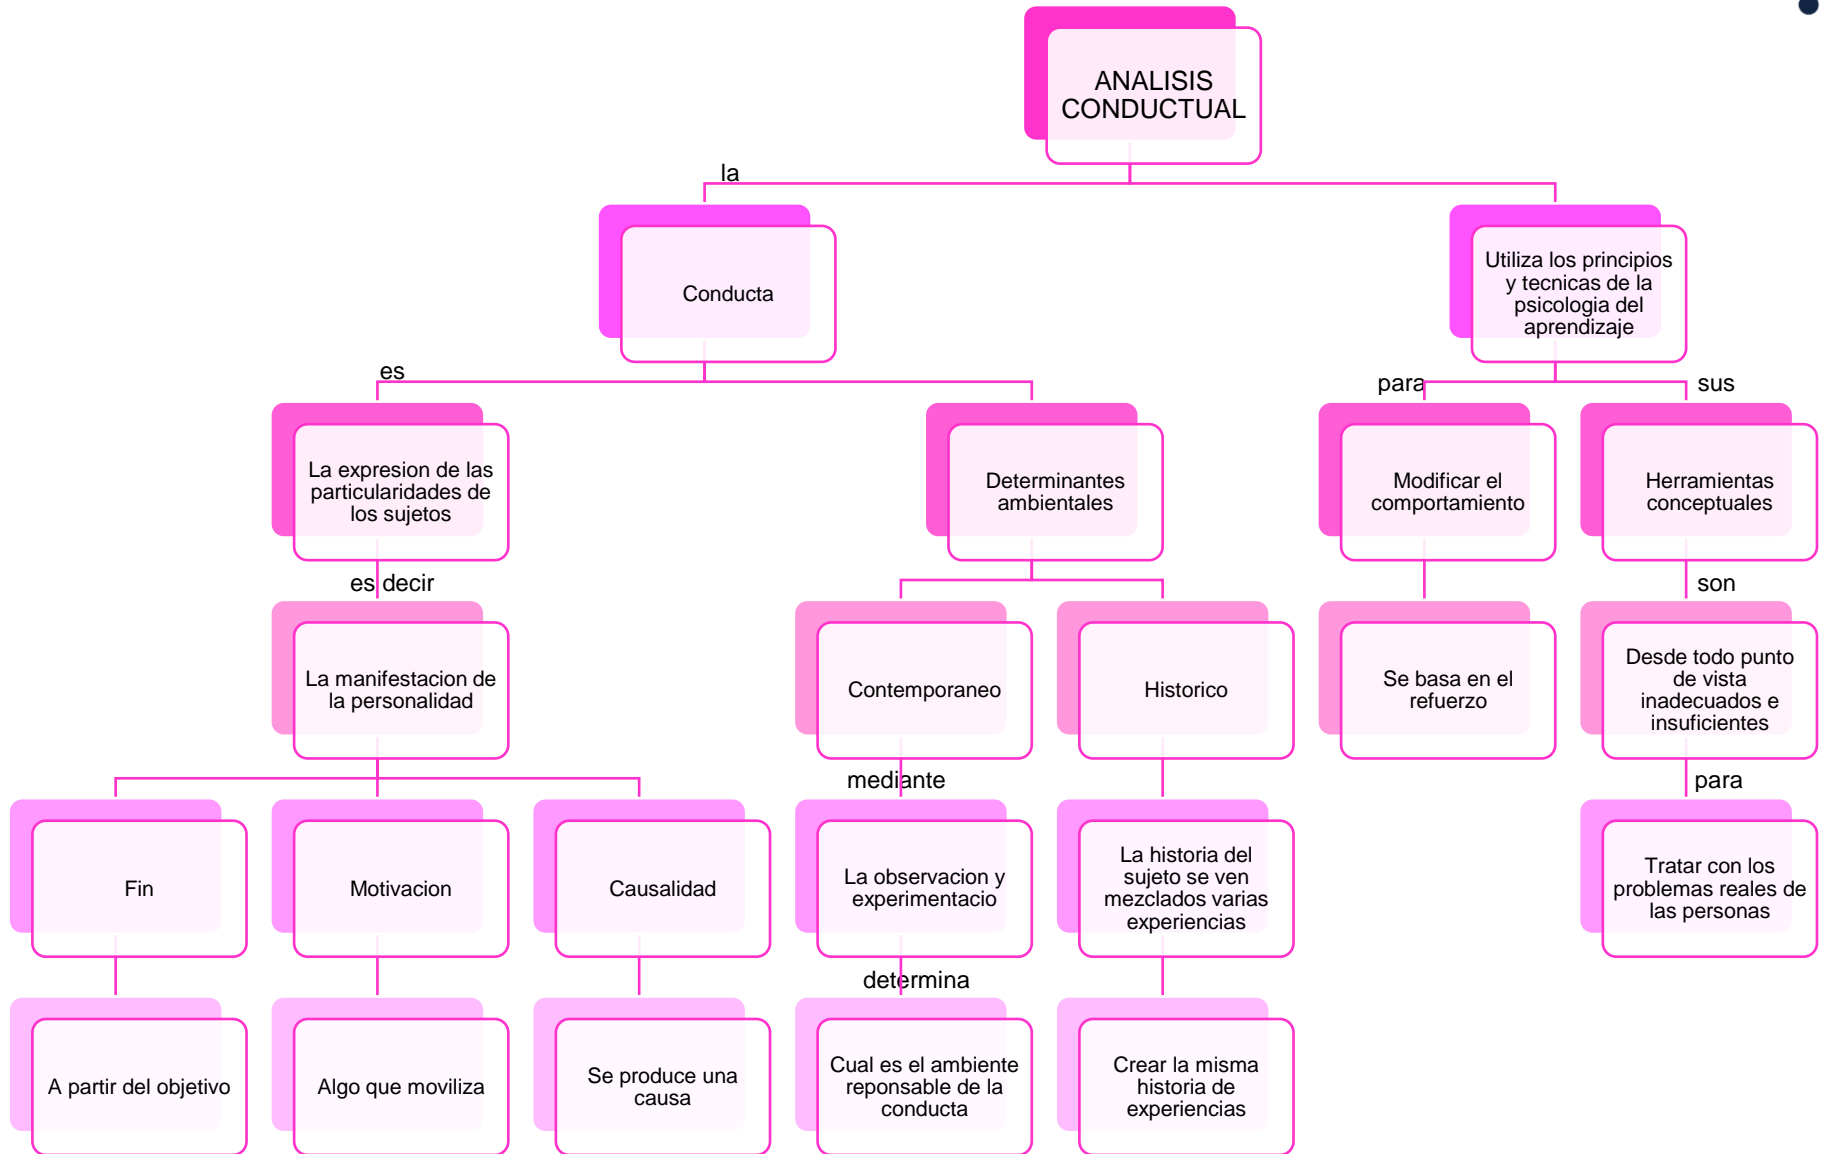 ANALISIS
CONDUCTUAL
la
Conducta
Utiliza los principios
y tecnicas de la
psicologia del
aprendizaje
es
para
sus
La expresion de las
particularidades de
los sujetos
Determinantes
ambientales
Modificar el
comportamiento
Herramientas
conceptuales
es decir
son
La manifestacion de
la personalidad
Contemporaneo
Historico
Se basa en el
refuerzo
Desde todo punto
de vista
inadecuados e
insuficientes
mediante
para
Fin
Motivacion
Causalidad
La observacion y
experimentacio
La historia del
sujeto se ven
mezclados varias
experiencias
Tratar con los
problemas reales de
las personas
determina
A partir del objetivo
Algo que moviliza
Se produce una
causa
Cual es el ambiente
reponsable de la
conducta
Crear la misma
historia de
experiencias